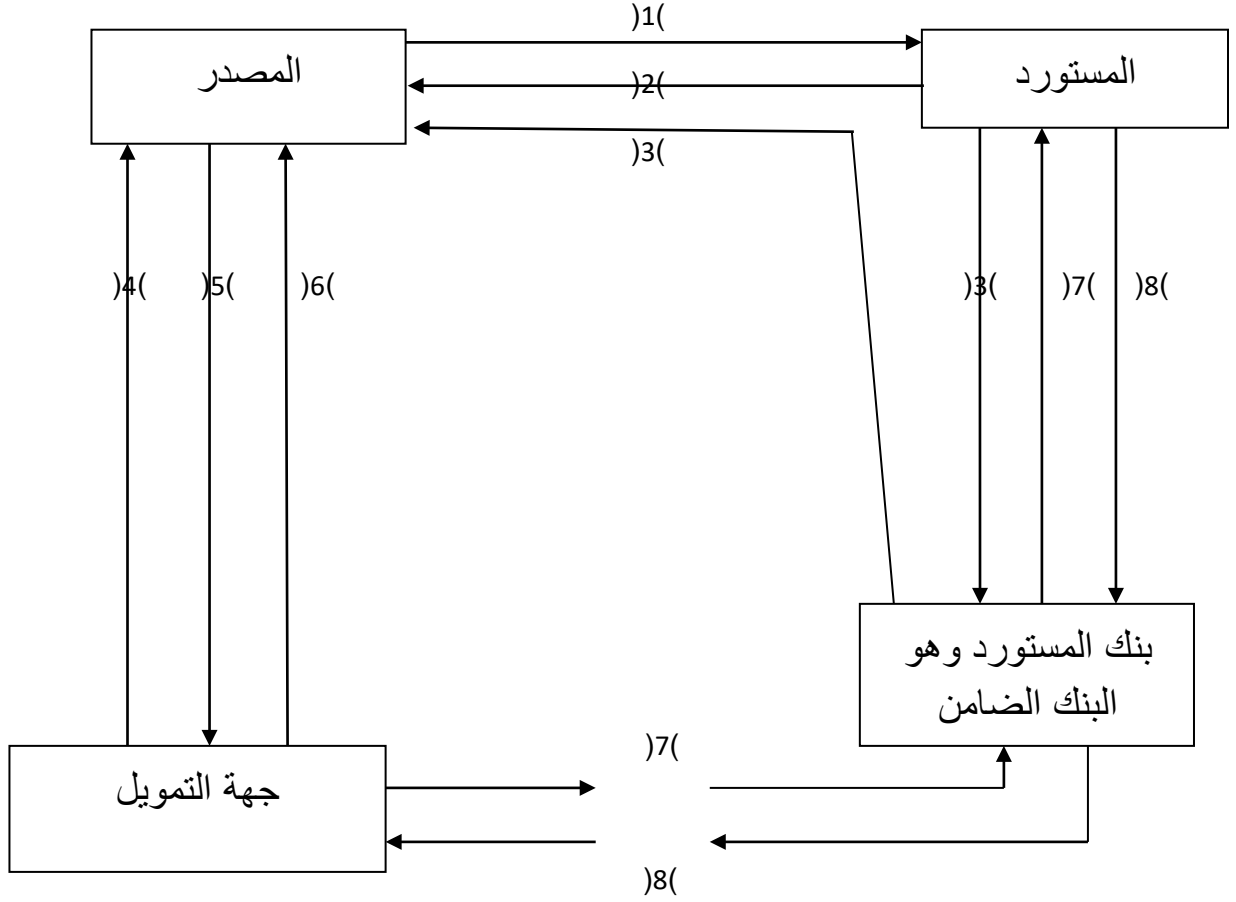 )1(
المستورد
المصدر
)2(
)3(
)8(
)7(
)3(
)6(
)5(
)4(
بنك المستورد وهو
البنك الضامن
)7(
جهة التمويل
)8(